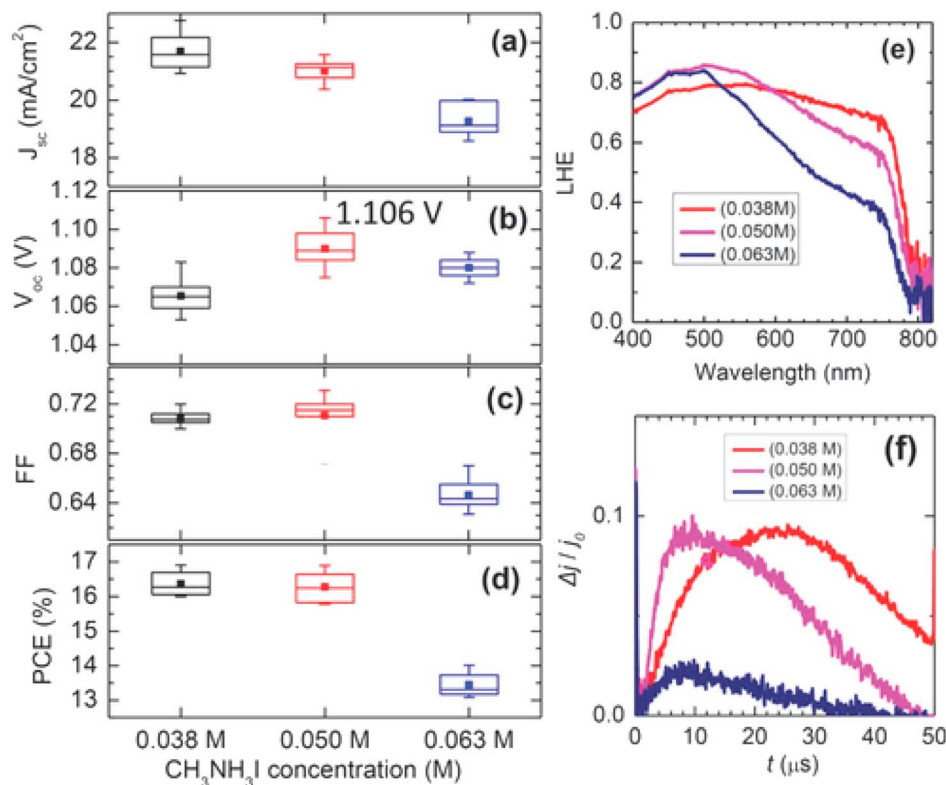 (a)
J_sc (mA/cm²)
22
20
18
1.12
(b)
1.106 V
V_oc (V)
1.10
1.08
1.06
1.04
(c)
FF
0.72
0.68
0.64
(d)
PCE (%)
17
16
15
14
13
0.038 M 0.050 M 0.063 M
CH₃NH₃I concentration (M)
(e)
LHE
1.0
0.8
0.6
0.4
0.2
0.0
(0.038M)
(0.050M)
(0.063M)
400 500 600 700 800
Wavelength (nm)
(f)
Δj / j₀
0.1
0.0
(0.038 M)
(0.050 M)
(0.063 M)
0 10 20 30 40 50
t (μs)